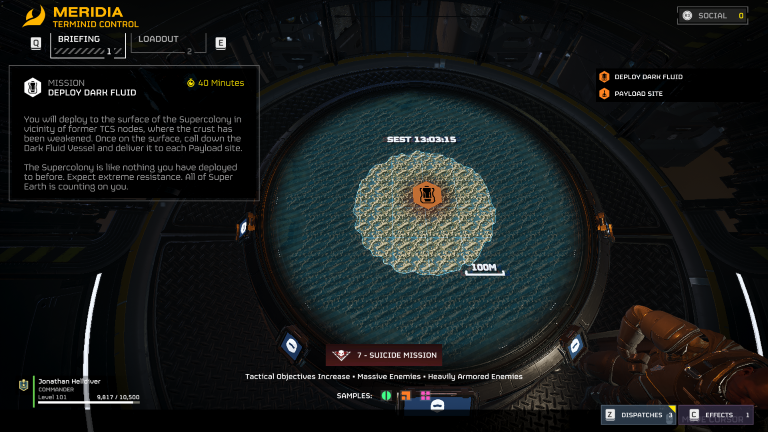 MERIDIA
TERMINID CONTROL
SOCIAL 0
Q
BRIEFING
1
LOADOUT
2
E
MISSION
DEPLOY DARK FLUID
40 Minutes
You will deploy to the surface of the Supercolony in
vicinity of former TCS nodes, where the crust has
been weakened. Once on the surface, call down the
Dark Fluid Vessel and deliver it to each Payload site.
The Supercolony is like nothing you have deployed
to before. Expect extreme resistance. All of Super
Earth is counting on you.
DEPLOY DARK FLUID
PAYLOAD SITE
SEST 13:03:15
100M
7 - SUICIDE MISSION
Tactical Objectives Increase • Massive Enemies • Heavily Armored Enemies
SAMPLES:
Jonathan Helldiver
COMMANDER
Level 101
9,817 / 10,500
Z DISPATCHES 3
C EFFECTS 1
MOVE CURSOR